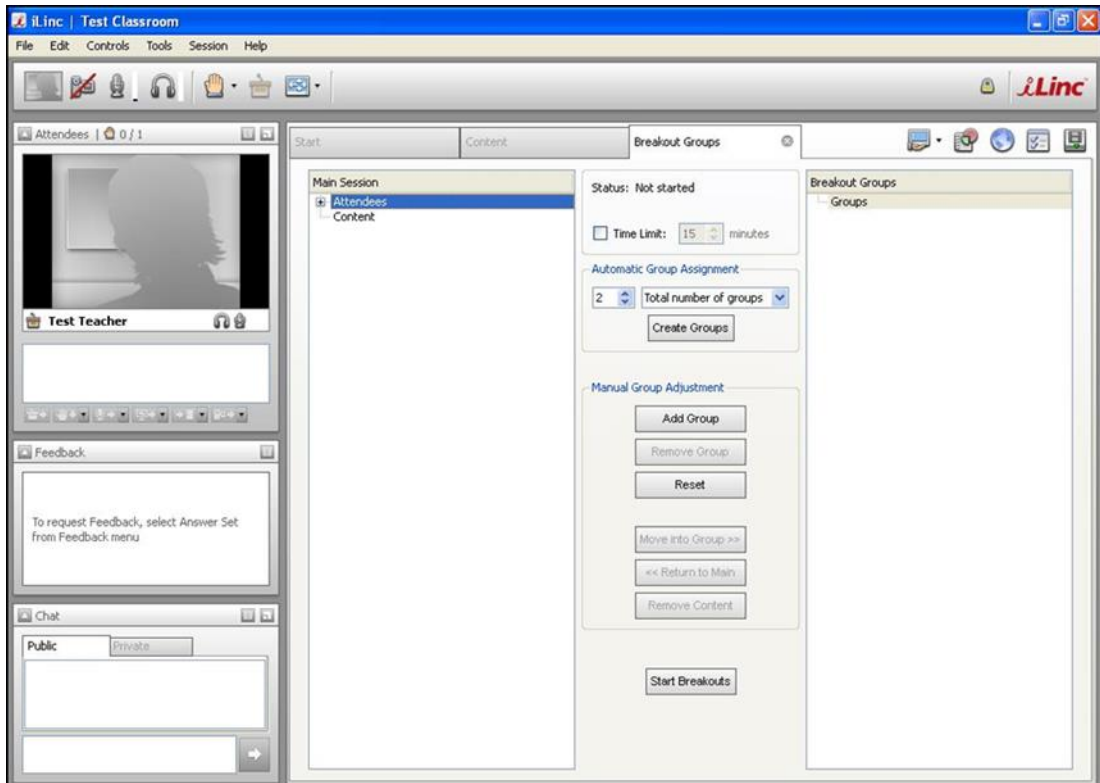 iLinc | Test Classroom
File Edit Controls Tools Session Help
iLinc
Attendees | 0 / 1
Test Teacher
Feedback
To request Feedback, select Answer Set
from Feedback menu
Chat
Public Private
Start Content Breakout Groups
Main Session
Attendees
Content
Status: Not started
Time Limit: 15 minutes
Automatic Group Assignment
2 Total number of groups
Create Groups
Manual Group Adjustment
Add Group
Remove Group
Reset
Move into Group >>
<< Return to Main
Remove Content
Start Breakouts
Breakout Groups
Groups